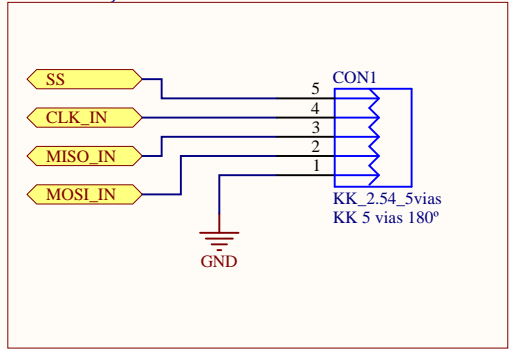 SS
CLK_IN
MISO_IN
MOSI_IN
CON1
5
4
3
2
1
KK_2.54_5vias
KK 5 vias 180º
GND